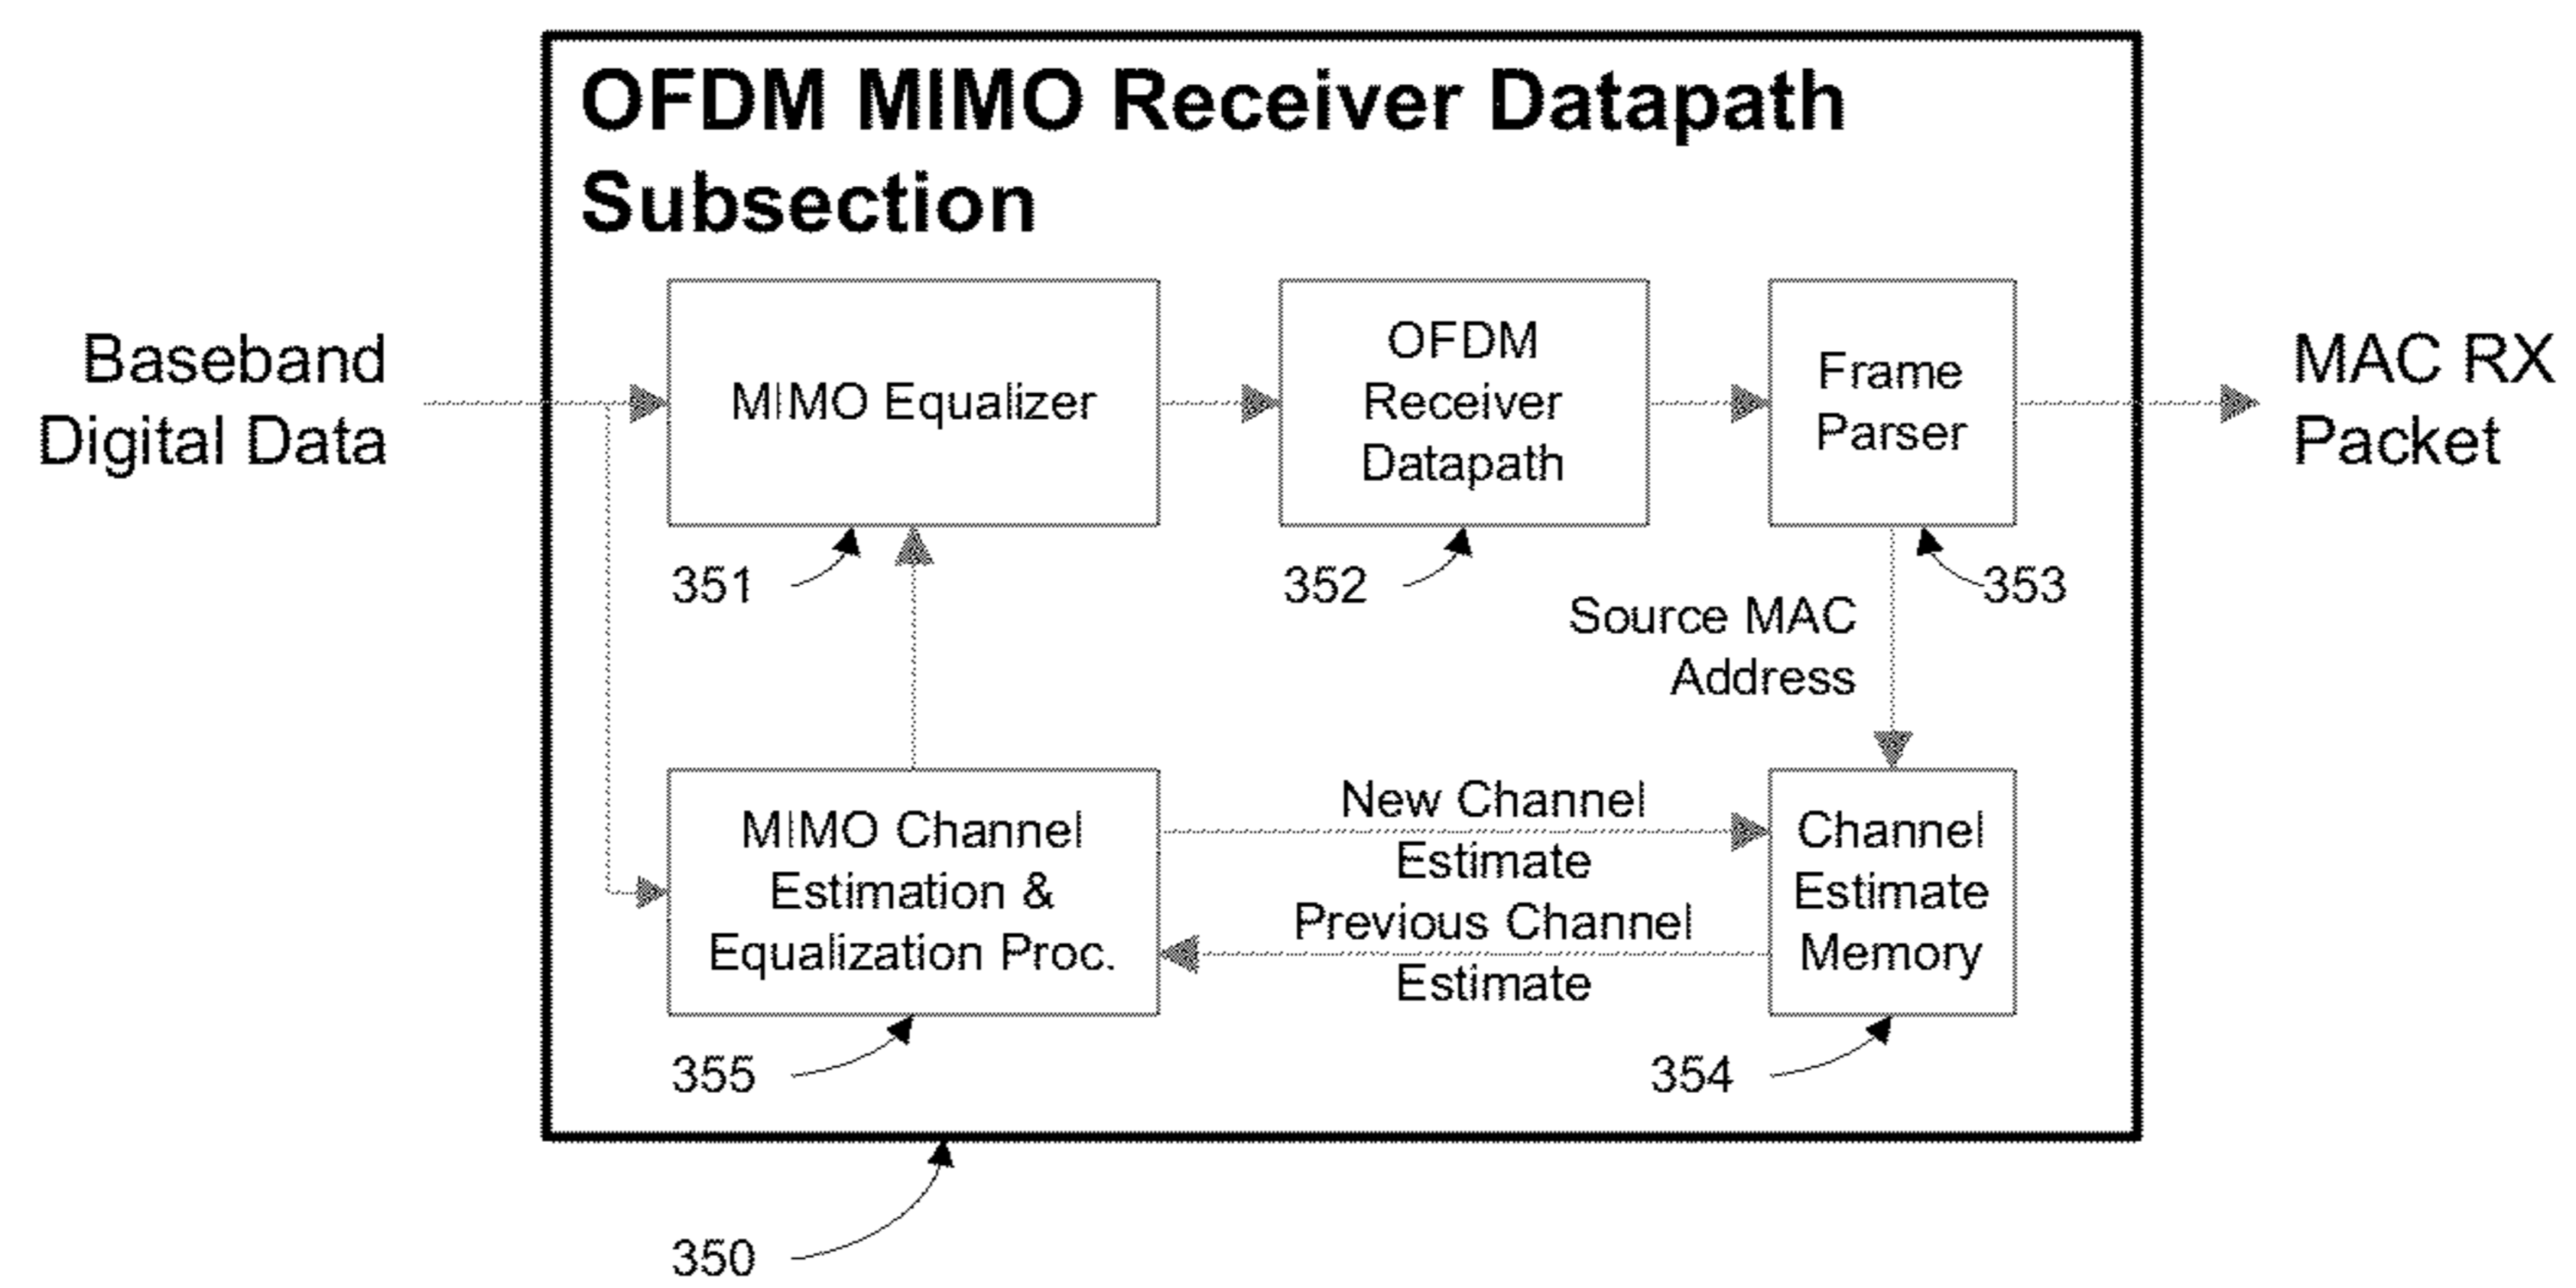 OFDM MIMO Receiver Datapath
Subsection
Baseband
Digital Data
MIMO Equalizer
OFDM
Receiver
Datapath
Frame
Parser
MAC RX
Packet
351
352
353
Source MAC
Address
MIMO Channel
Estimation &
Equalization Proc.
New Channel
Estimate
Previous Channel
Estimate
Channel
Estimate
Memory
355
354
350